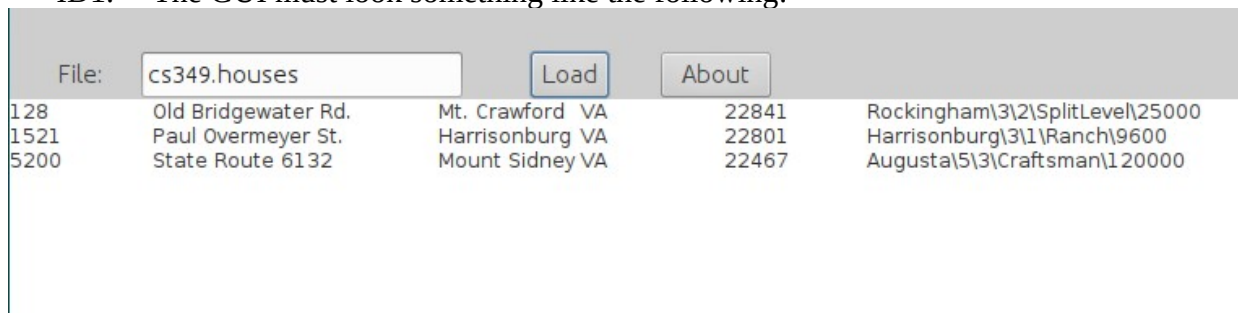 ID1. The GUI must look something like the following:
File: cs349.houses Load About
128 Old Bridgewater Rd. Mt. Crawford VA 22841 Rockingham\3\2\SplitLevel\25000
1521 Paul Overmeyer St. Harrisonburg VA 22801 Harrisonburg\3\1\Ranch\9600
5200 State Route 6132 Mount Sidney VA 22467 Augusta\5\3\Craftsman\120000